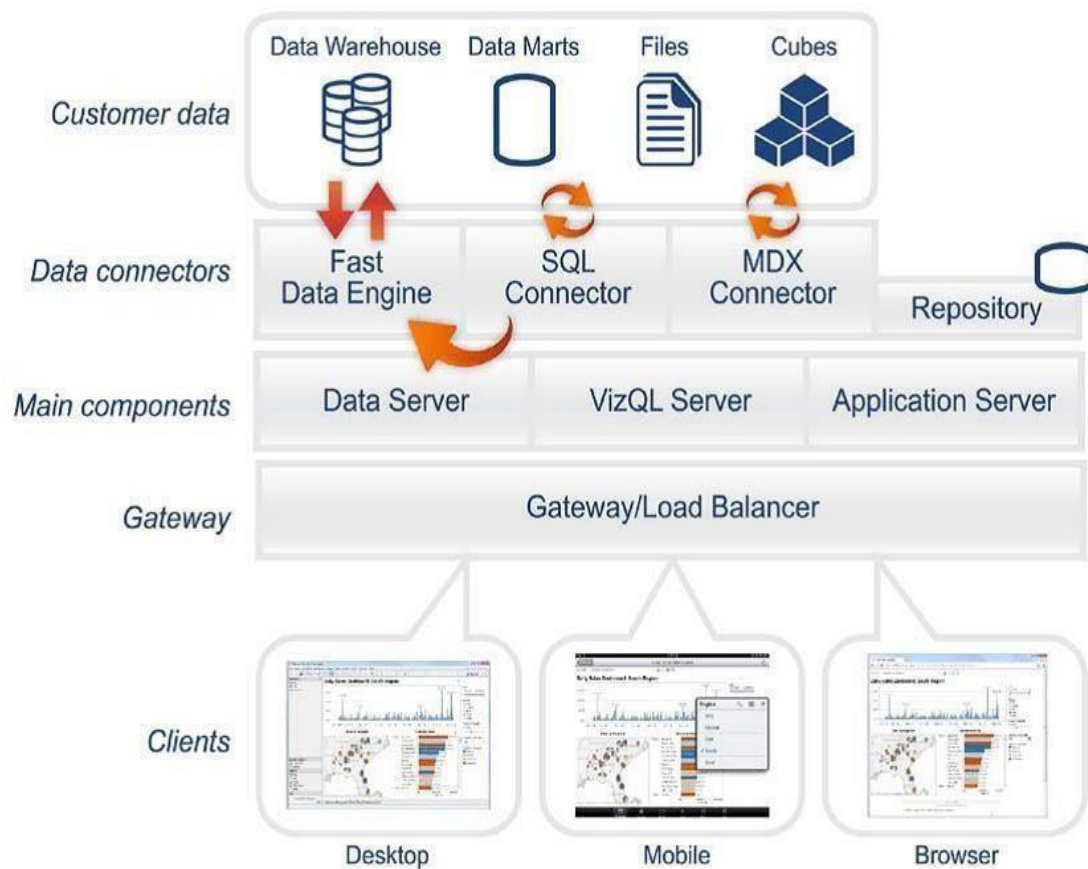 Data Warehouse
Data Marts
Files
Cubes
Customer data
Data connectors
Fast
Data Engine
SQL
Connector
MDX
Connector
Repository
Main components
Data Server
VizQL Server
Application Server
Gateway
Gateway/Load Balancer
Clients
Desktop
Mobile
Browser